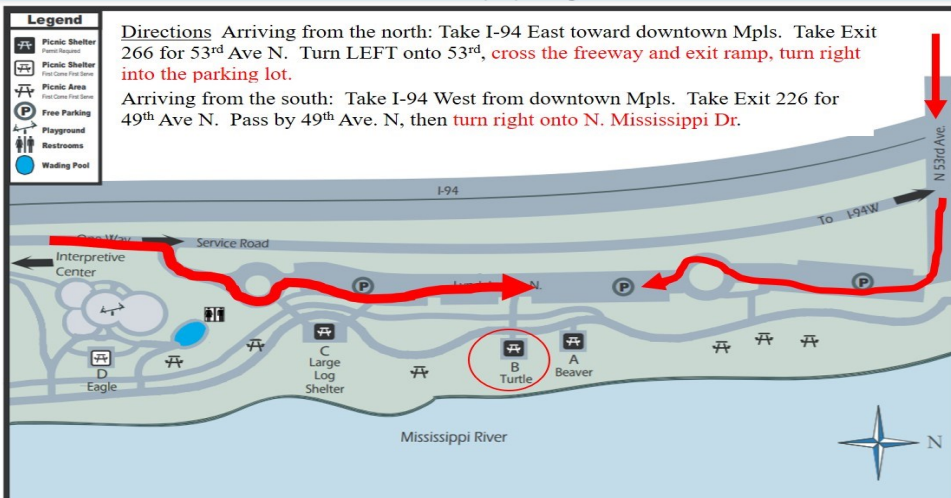 Legend
Picnic Shelter
Permit Required
Picnic Shelter
First Come First Serve
Picnic Area
First Come First Serve
P Free Parking
Playground
Restrooms
Wading Pool
Directions Arriving from the north: Take I-94 East toward downtown Mpls. Take Exit
266 for 53rd Ave N. Turn LEFT onto 53rd, cross the freeway and exit ramp, turn right
into the parking lot.
Arriving from the south: Take I-94 West from downtown Mpls. Take Exit 226 for
49th Ave N. Pass by 49th Ave. N, then turn right onto N. Mississippi Dr.
N 53rd Ave.
I-94
To I-94W
One Way
Service Road
Interpretive
Center
P
N.
P
P
C
Large
Log
Shelter
B
Turtle
A
Beaver
D
Eagle
Mississippi River
N